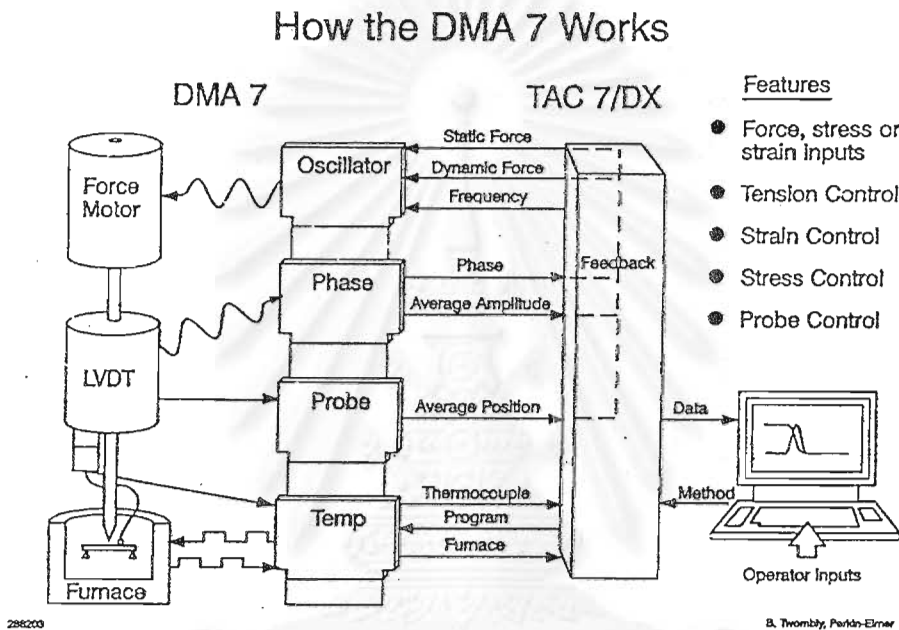 How the DMA 7 Works
DMA 7
TAC 7/DX
Features
Force, stress or
strain inputs
Tension Control
Strain Control
Stress Control
Probe Control
Force
Motor
LVDT
Furnace
Oscillator
Phase
Probe
Temp
Static Force
Dynamic Force
Frequency
Phase
Average Amplitude
Average Position
Thermocouple
Program
Furnace
Feedback
Data
Method
Operator Inputs
288203
B. Twombly, Perkin-Elmer